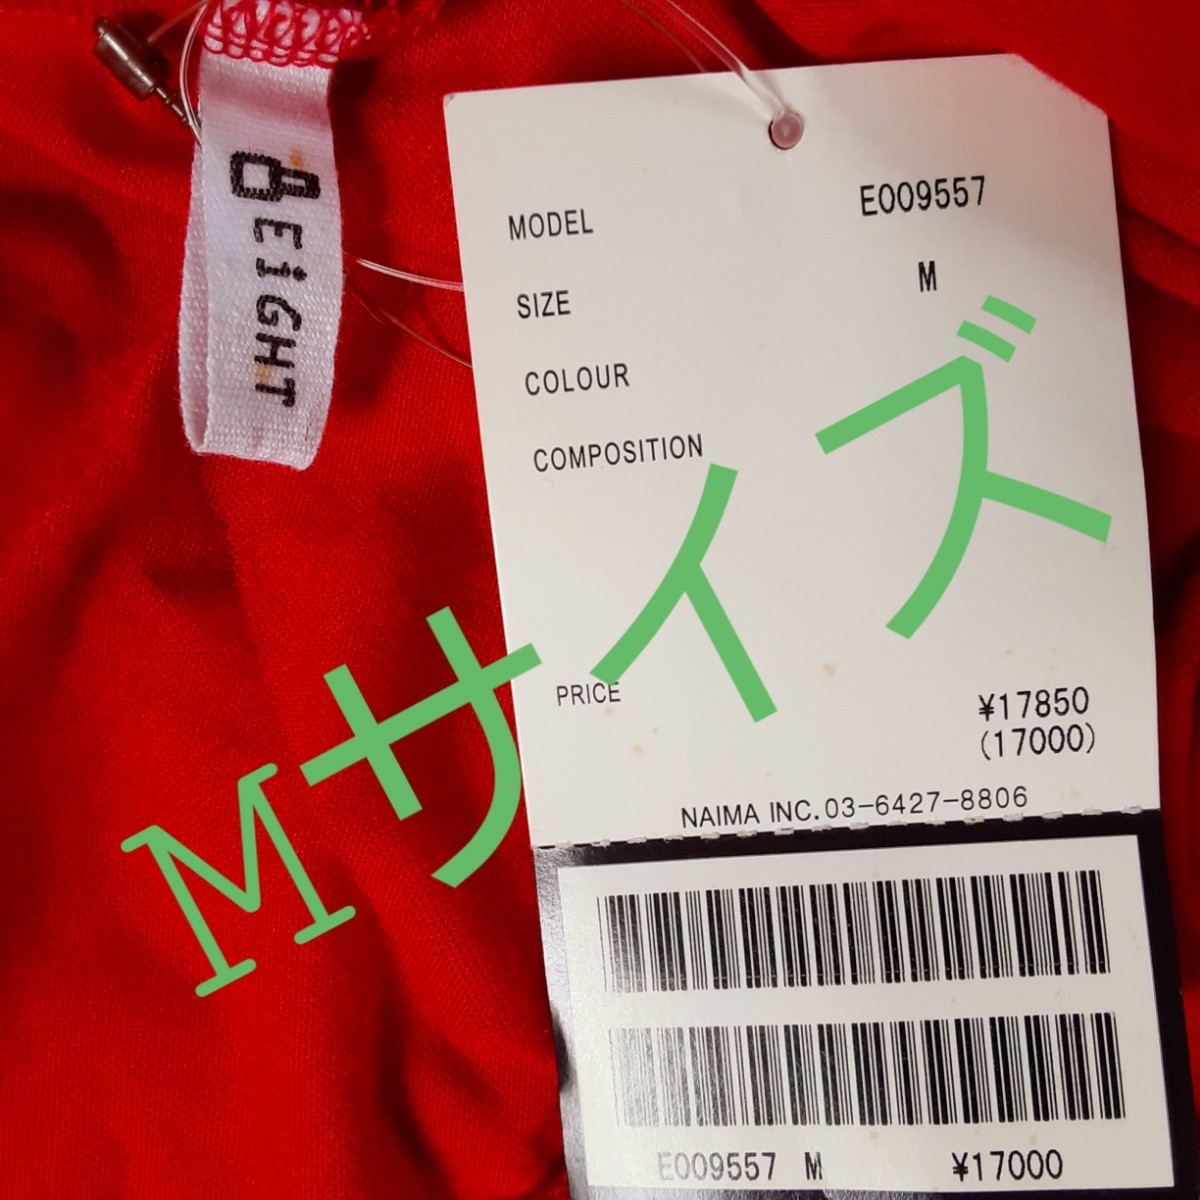 EiGHT
MODEL E009557
SIZE M
COLOUR
COMPOSITION
PRICE ¥17850
(17000)
NAIMA INC.03-6427-8806
E009557 M ¥17000
Mサイズ